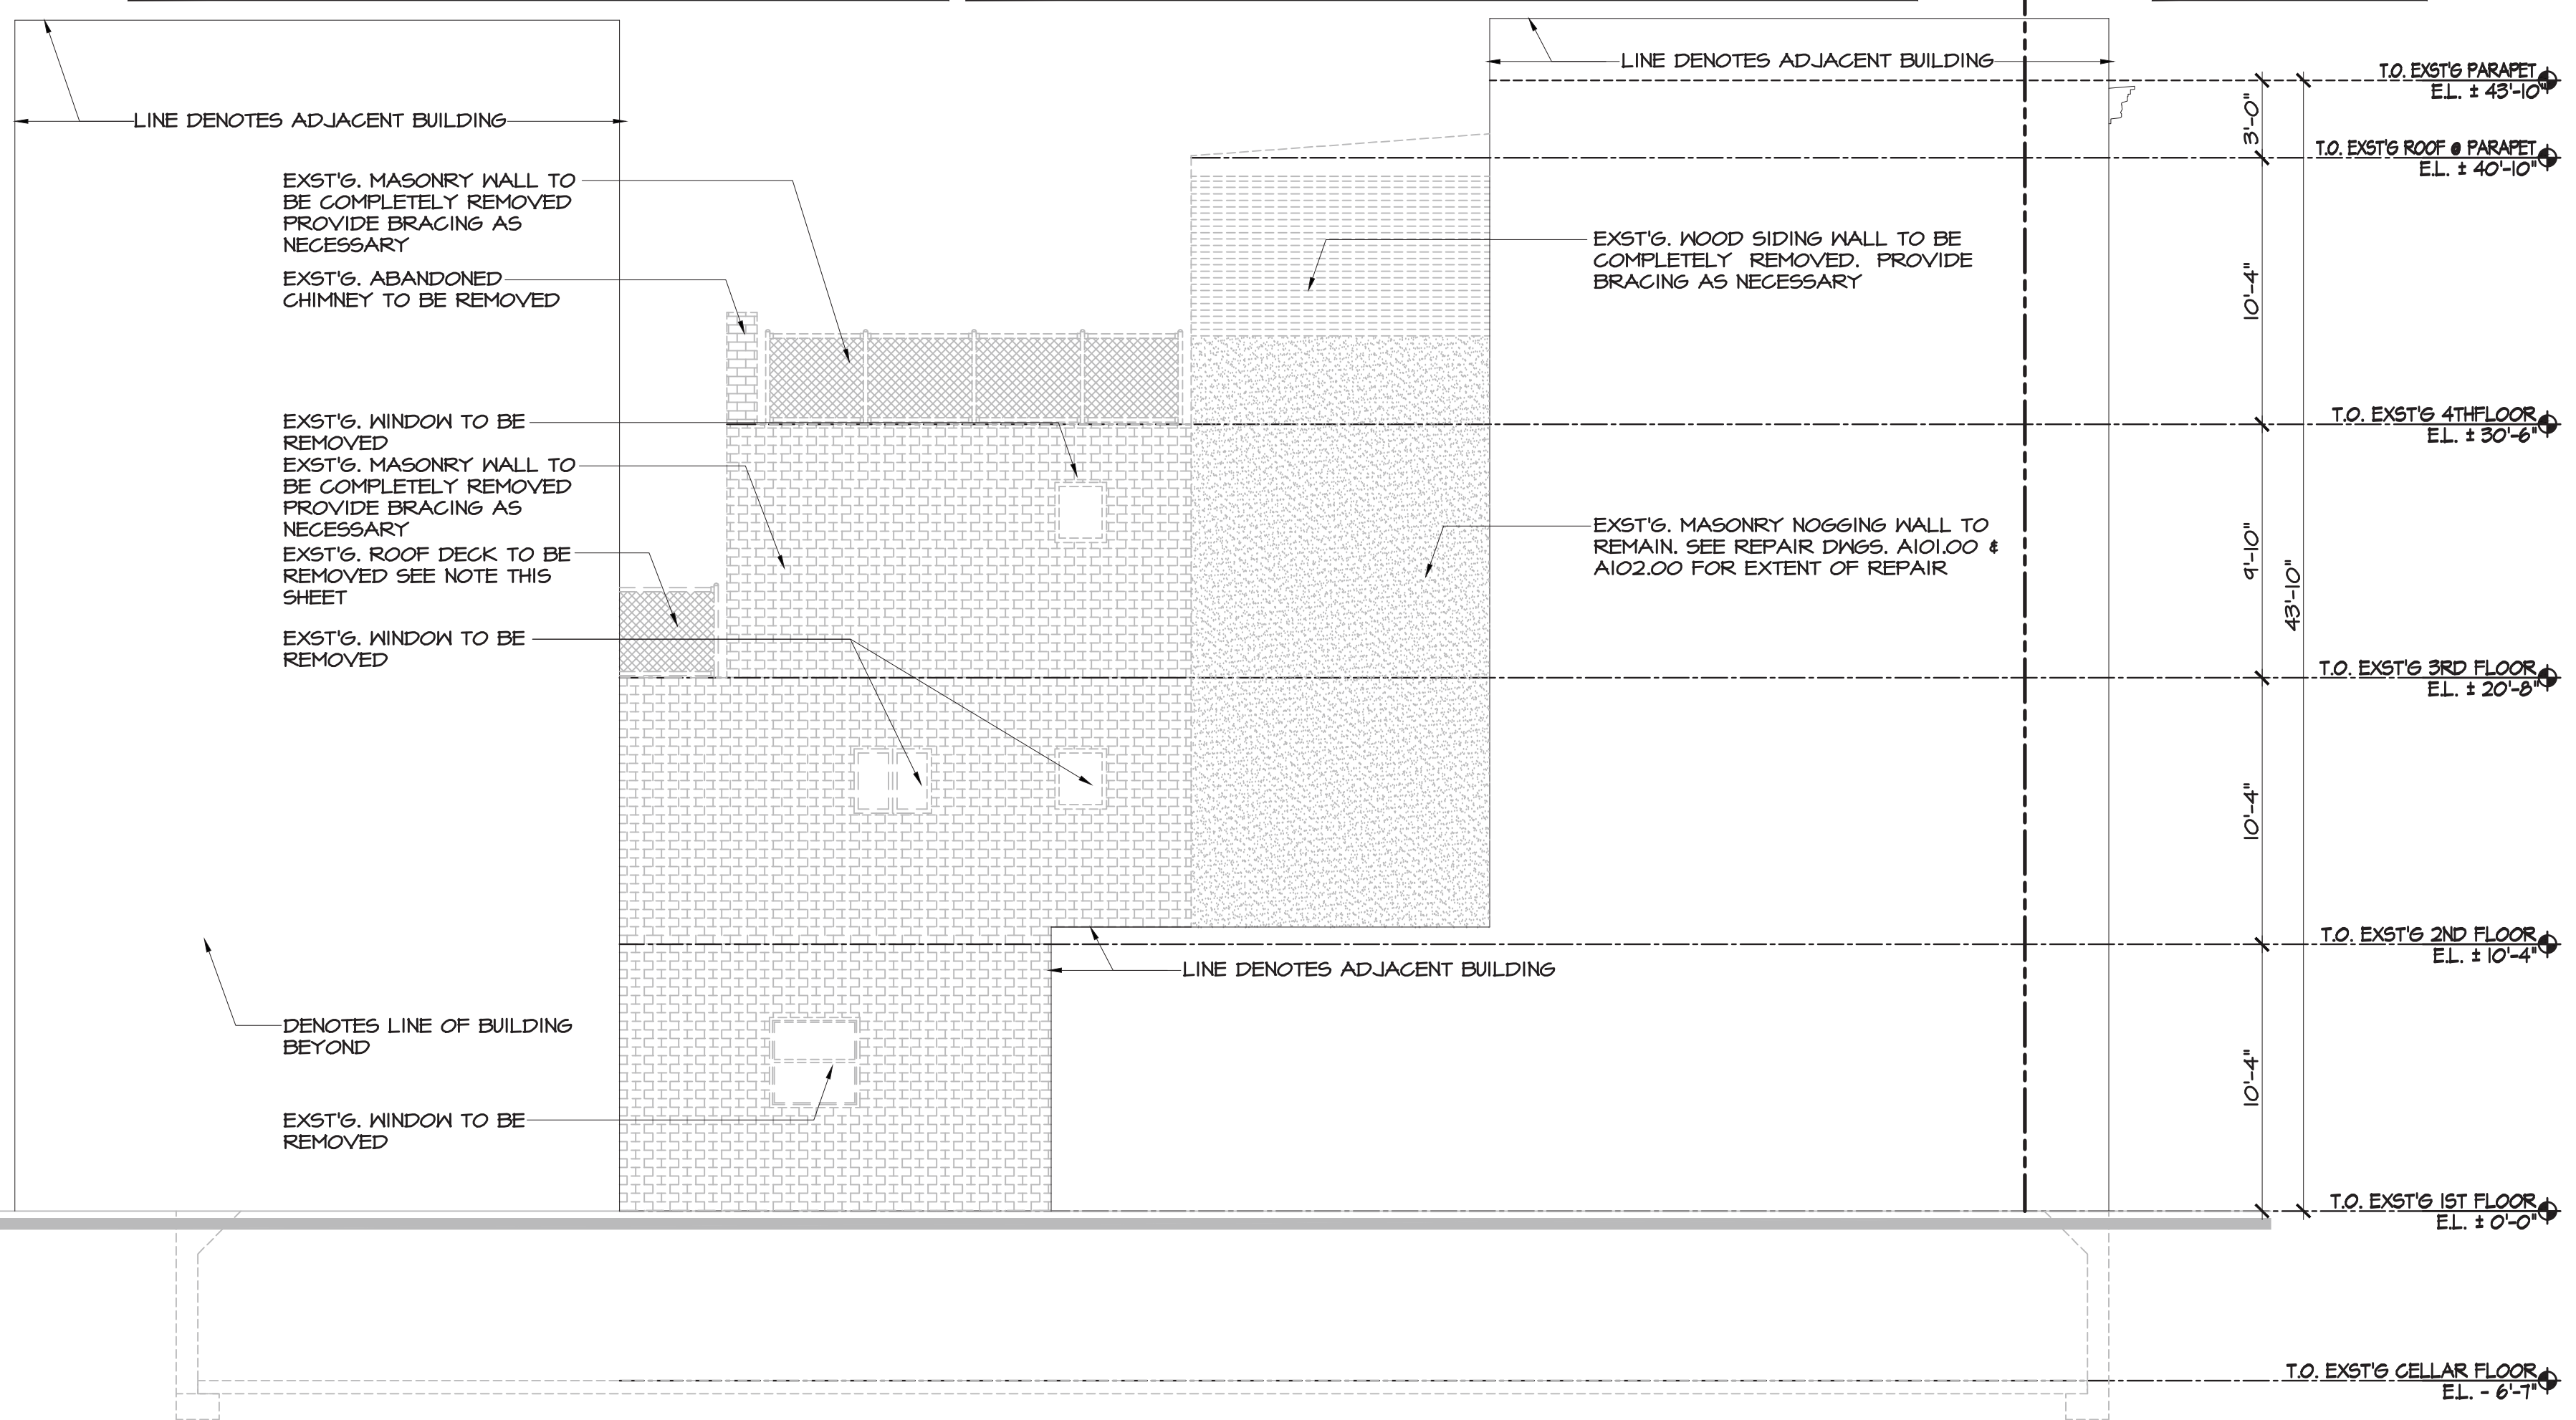 LINE DENOTES ADJACENT BUILDING
LINE DENOTES ADJACENT BUILDING
EXST'G. MASONRY WALL TO
BE COMPLETELY REMOVED
PROVIDE BRACING AS
NECESSARY
EXST'G. ABANDONED
CHIMNEY TO BE REMOVED
EXST'G. WINDOW TO BE
REMOVED
EXST'G. MASONRY WALL TO
BE COMPLETELY REMOVED
PROVIDE BRACING AS
NECESSARY
EXST'G. ROOF DECK TO BE
REMOVED SEE NOTE THIS
SHEET
EXST'G. WINDOW TO BE
REMOVED
DENOTES LINE OF BUILDING
BEYOND
EXST'G. WINDOW TO BE
REMOVED
EXST'G. WOOD SIDING WALL TO BE
COMPLETELY REMOVED. PROVIDE
BRACING AS NECESSARY
EXST'G. MASONRY NOGGING WALL TO
REMAIN. SEE REPAIR DWGS. A101.00 &
A102.00 FOR EXTENT OF REPAIR
LINE DENOTES ADJACENT BUILDING
3'-0"
10'-4"
9'-10"
10'-4"
10'-4"
43'-10"
T.O. EXST'G PARAPET
E.L. ± 43'-10"
T.O. EXST'G ROOF @ PARAPET
E.L. ± 40'-10"
T.O. EXST'G 4THFLOOR
E.L. ± 30'-6"
T.O. EXST'G 3RD FLOOR
E.L. ± 20'-8"
T.O. EXST'G 2ND FLOOR
E.L. ± 10'-4"
T.O. EXST'G 1ST FLOOR
E.L. ± 0'-0"
T.O. EXST'G CELLAR FLOOR
E.L. - 6'-7"